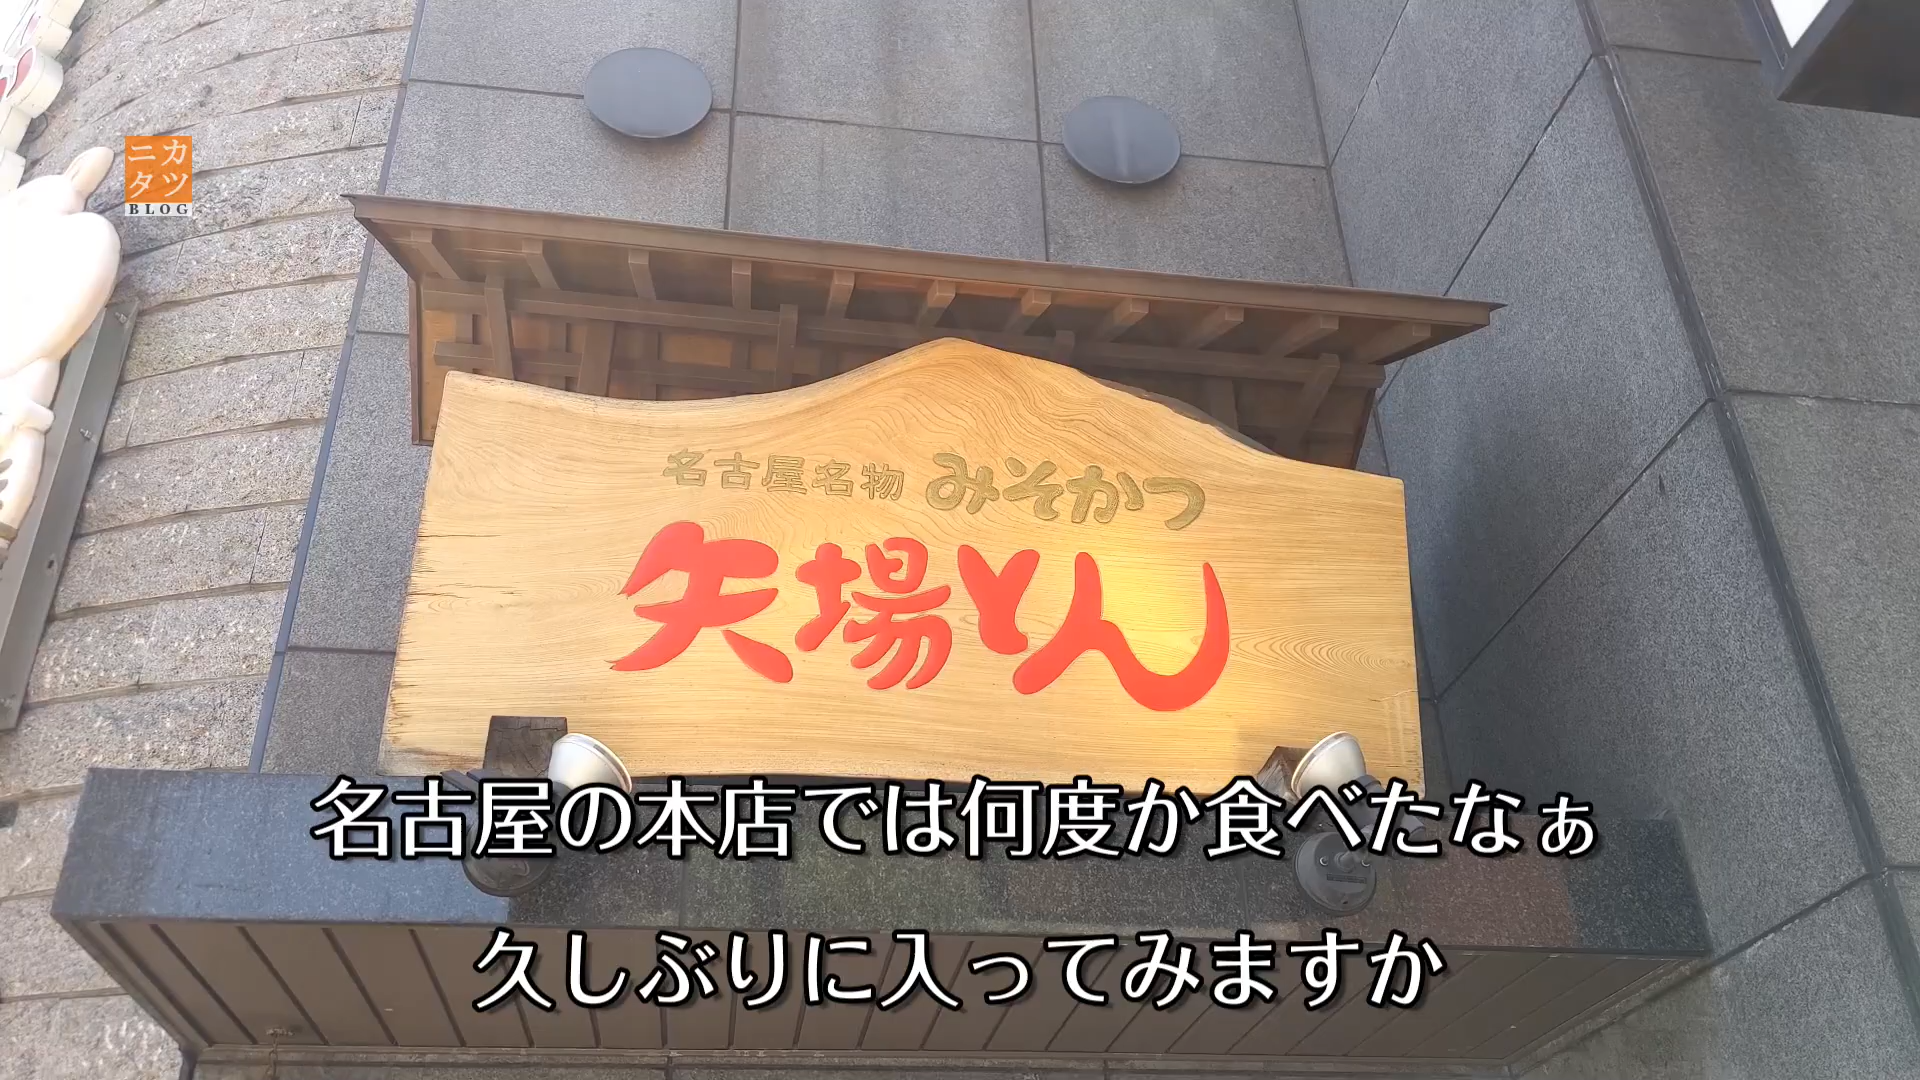 ニカ
タツ
BLOG
名古屋名物 みそかつ
矢場とん
名古屋の本店では何度か食べたなぁ
久しぶりに入ってみますか